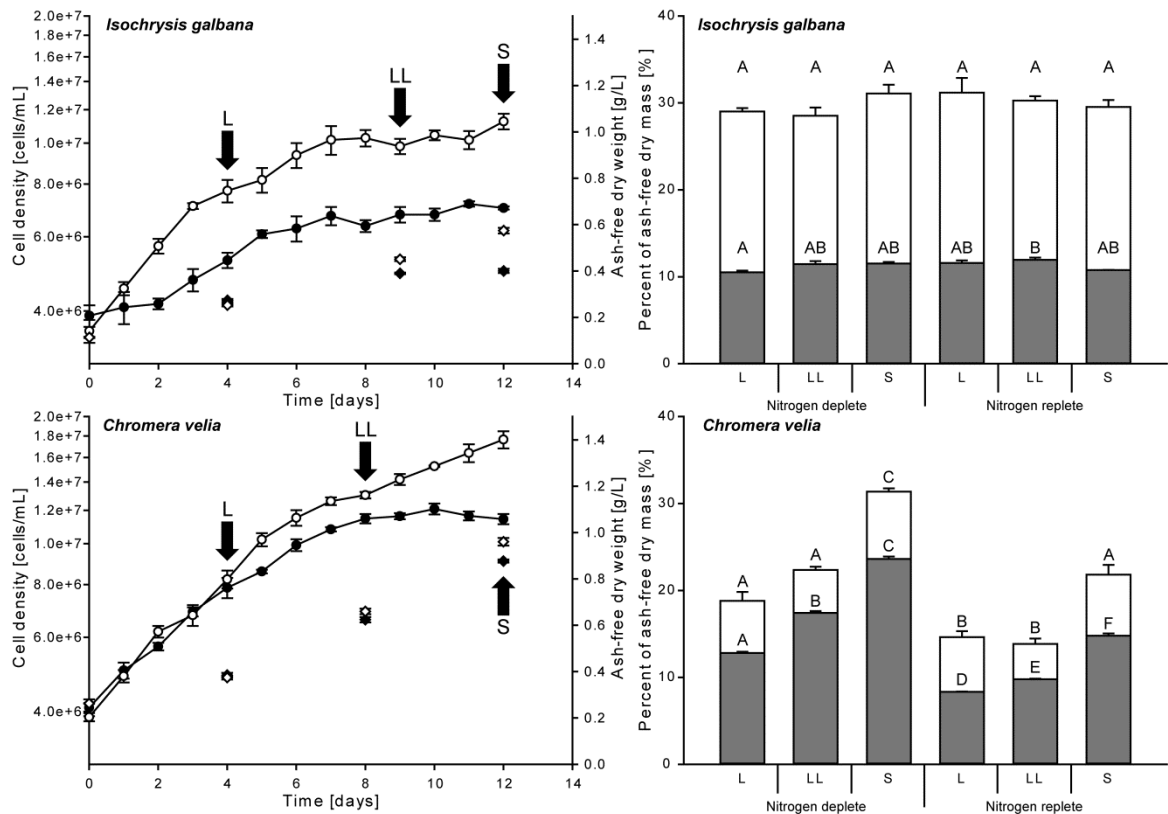 Isochrysis galbana
2.0e+7
1.8e+7
1.6e+7
1.4e+7
1.2e+7
1.0e+7
8.0e+6
6.0e+6
4.0e+6
Cell density [cells/mL]
L
LL
S
1.4
1.2
1.0
0.8
0.6
0.4
0.2
0.0
Ash-free dry weight [g/L]
0 2 4 6 8 10 12 14
Time [days]
Isochrysis galbana
40
30
20
10
0
Percent of ash-free dry mass [%]
A A A A A A
A AB AB AB B AB
L LL S L LL S
Nitrogen deplete Nitrogen replete
Chromera velia
2.0e+7
1.8e+7
1.6e+7
1.4e+7
1.2e+7
1.0e+7
8.0e+6
6.0e+6
4.0e+6
Cell density [cells/mL]
L
LL
S
1.4
1.2
1.0
0.8
0.6
0.4
0.2
0.0
Ash-free dry weight [g/L]
0 2 4 6 8 10 12 14
Time [days]
Chromera velia
40
30
20
10
0
Percent of ash-free dry mass [%]
A A C B B A
A B C D E F
L LL S L LL S
Nitrogen deplete Nitrogen replete